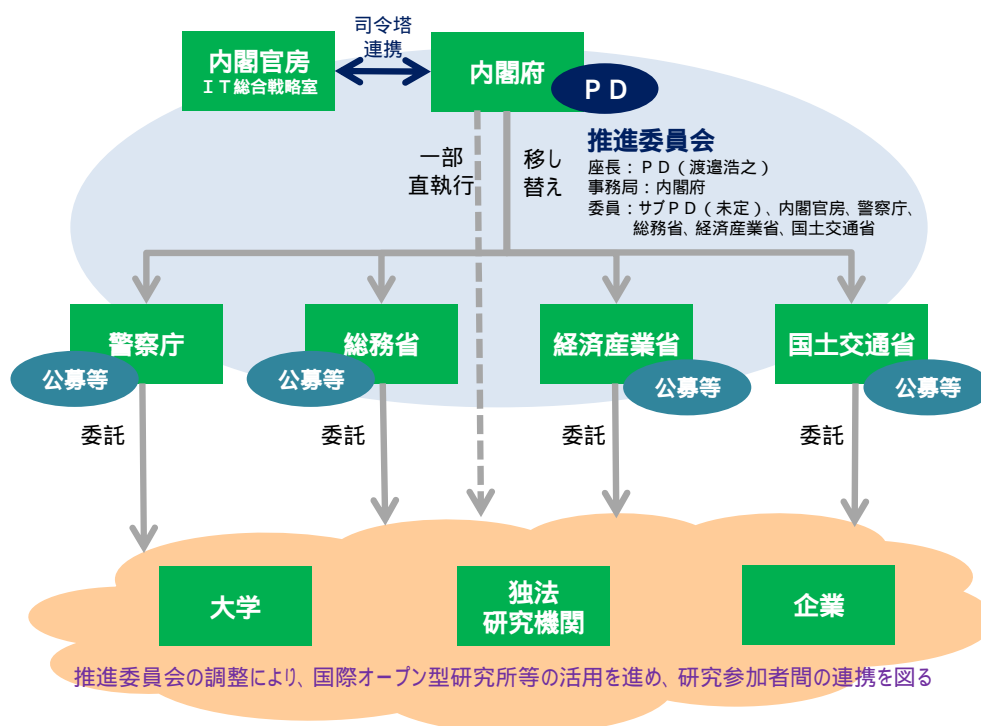 司令塔
連携
内閣官房
ＩＴ総合戦略室
内閣府
ＰＤ
推進委員会
座長：ＰＤ（渡邉浩之）
事務局：内閣府
委員：サブＰＤ（未定）、内閣官房、警察庁、
総務省、経済産業省、国土交通省
一部
直執行
移し
替え
警察庁
総務省
経済産業省
国土交通省
公募等
公募等
公募等
公募等
委託
委託
委託
委託
大学
独法
研究機関
企業
推進委員会の調整により、国際オープン型研究所等の活用を進め、研究参加者間の連携を図る